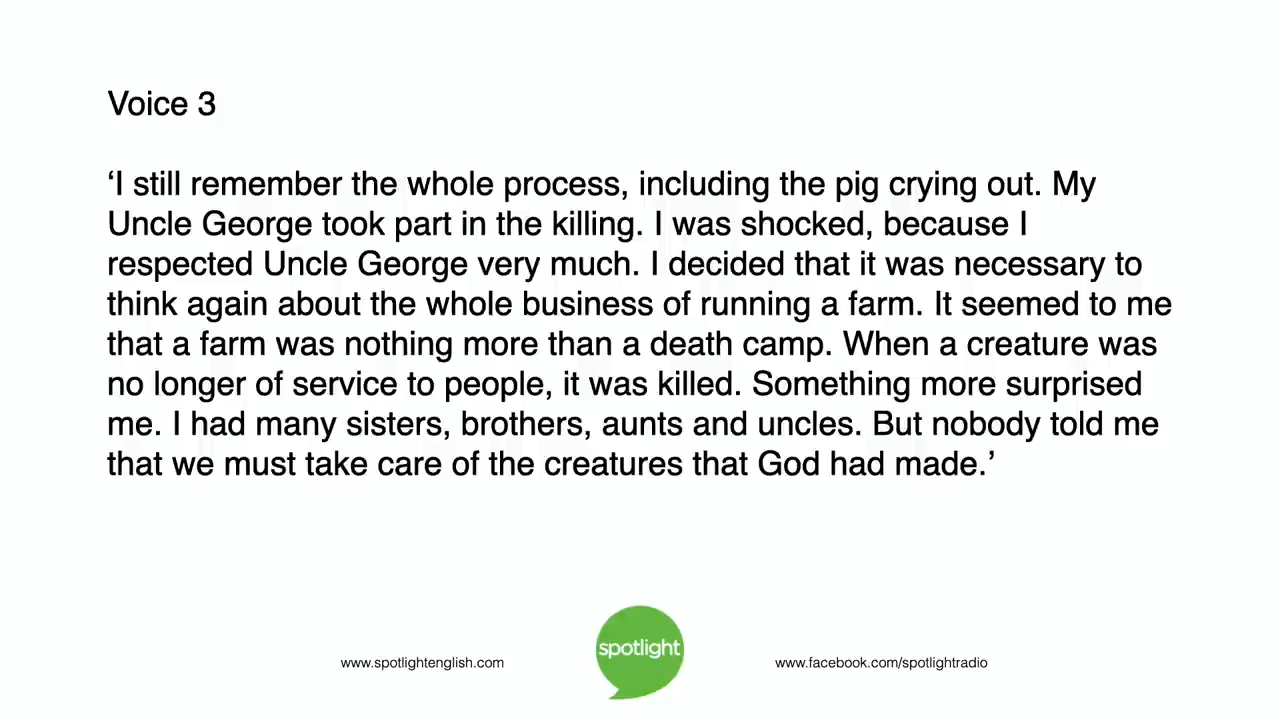 Voice 3
‘I still remember the whole process, including the pig crying out. My
Uncle George took part in the killing. I was shocked, because I
respected Uncle George very much. I decided that it was necessary to
think again about the whole business of running a farm. It seemed to me
that a farm was nothing more than a death camp. When a creature was
no longer of service to people, it was killed. Something more surprised
me. I had many sisters, brothers, aunts and uncles. But nobody told me
that we must take care of the creatures that God had made.’
www.spotlightenglish.com
spotlight
www.facebook.com/spotlightradio